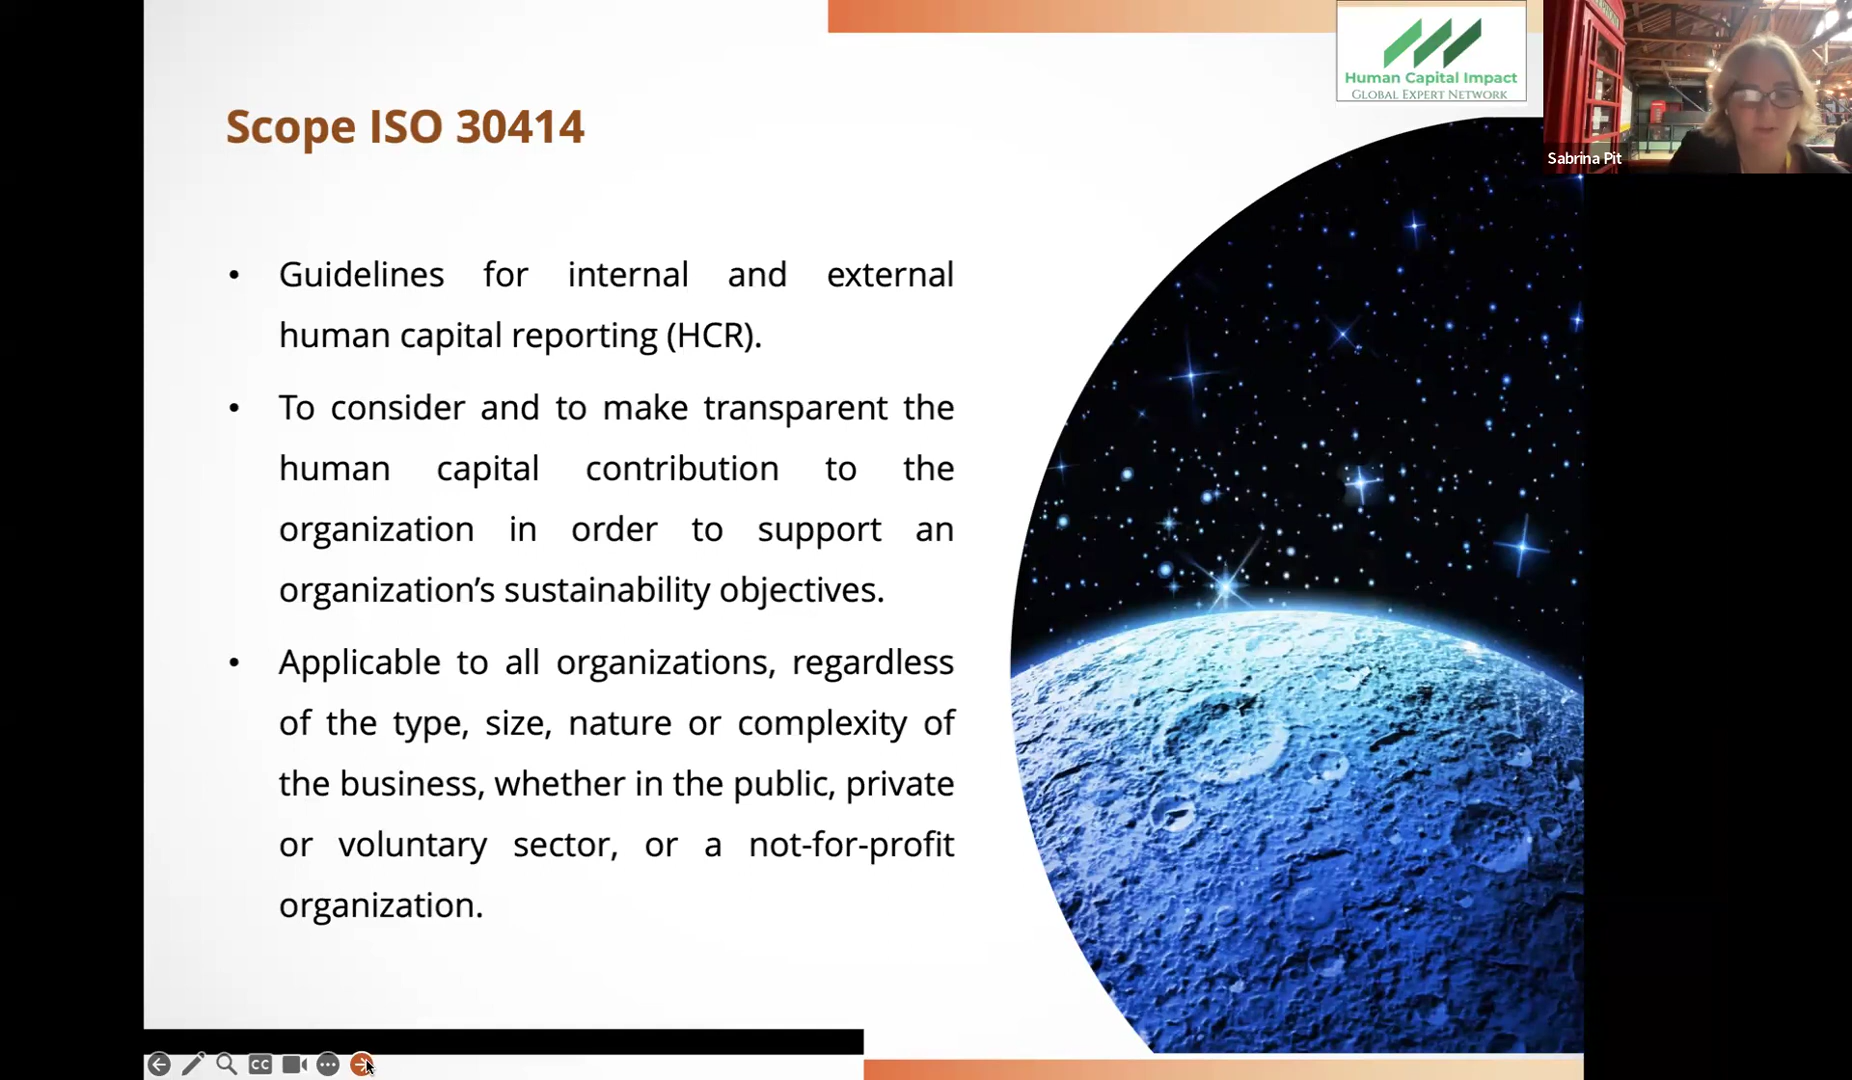 Human Capital Impact
GLOBAL EXPERT NETWORK
Sabrina Pit
Scope ISO 30414
• Guidelines for internal and external
human capital reporting (HCR).
• To consider and to make transparent the
human capital contribution to the
organization in order to support an
organization’s sustainability objectives.
• Applicable to all organizations, regardless
of the type, size, nature or complexity of
the business, whether in the public, private
or voluntary sector, or a not-for-profit
organization.
CC